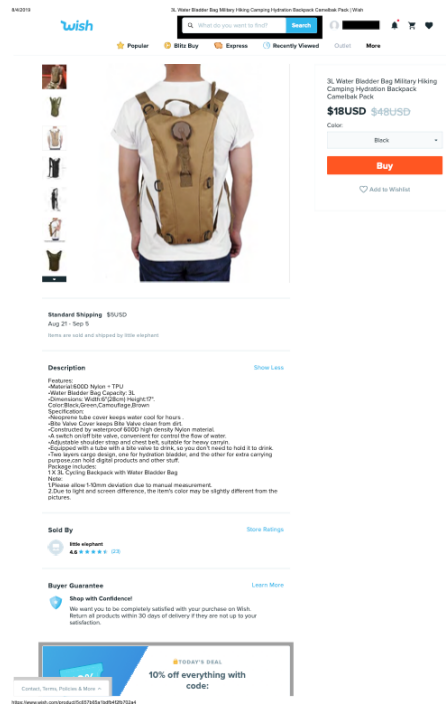 8/4/2019
3L Water Bladder Bag Military Hiking Camping Hydration Backpack Camelbak Pack | Wish
wish
What do you want to find?
Search
Popular
Blitz Buy
Express
Recently Viewed
Outlet
More
3L Water Bladder Bag Military Hiking
Camping Hydration Backpack
Camelbak Pack
$18USD $48USD
Color:
Black
Buy
Add to Wishlist
Standard Shipping $5USD
Aug 21 - Sep 5
Items are sold and shipped by little elephant
Description
Show Less
Features:
•Material:600D Nylon + TPU
•Water Bladder Bag Capacity: 3L
•Dimensions: Width:6"(28cm) Height:17".
Color:Black,Green,Camouflage,Brown
Specification:
•Neoprene tube cover keeps water cool for hours .
•Bite Valve Cover keeps Bite Valve clean from dirt.
•Constructed by waterproof 600D high density Nylon material.
•A switch on/off bite valve, convenient for control the flow of water.
•Adjustable shoulder strap and chest belt, suitable for heavy carryin.
•Equipped with a tube with a bite valve to drink, so you don't need to hold it to drink.
•Two layers cargo design, one for hydration bladder, and the other for extra carrying
purpose,can hold digital products and other stuff.
Package includes:
1 X 3L Cycling Backpack with Water Bladder Bag
Note:
1.Please allow 1-10mm deviation due to manual measurement.
2.Due to light and screen difference, the item's color may be slightly different from the
pictures.
Sold By
Store Ratings
little elephant
4.6 (23)
Buyer Guarantee
Learn More
Shop with Confidence!
We want you to be completely satisfied with your purchase on Wish.
Return all products within 30 days of delivery if they are not up to your
satisfaction.
TODAY'S DEAL
10% off everything with
code:
Contact, Terms, Policies & More